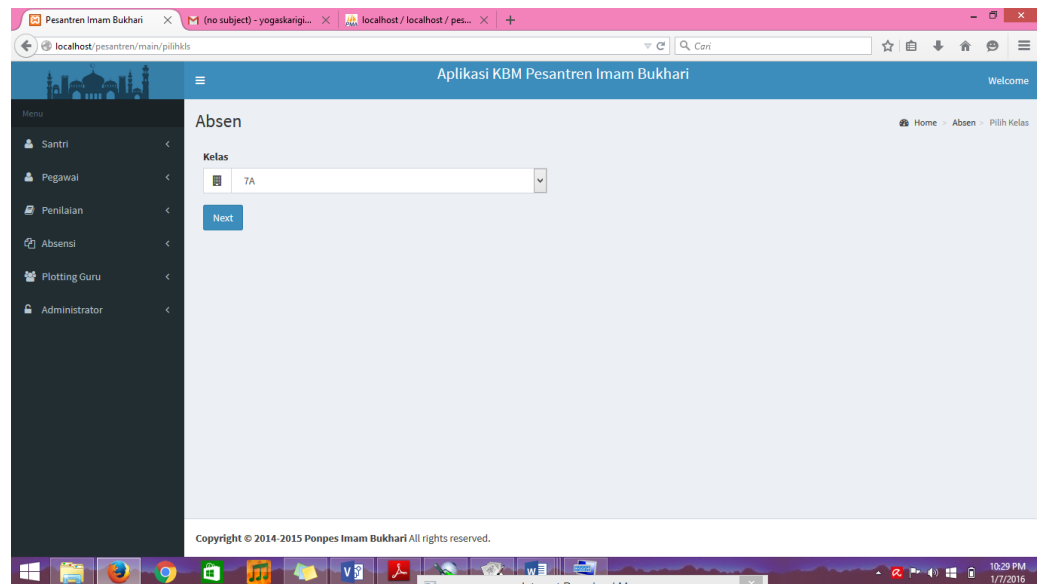 Pesantren Imam Bukhari
(no subject) - yogaskarigi...
localhost / localhost / pes...
localhost/pesantren/main/pilihkls
Cari
Aplikasi KBM Pesantren Imam Bukhari
Welcome
Menu
Santri
Pegawai
Penilaian
Absensi
Plotting Guru
Administrator
Absen
Home > Absen > Pilih Kelas
Kelas
7A
Next
Copyright © 2014-2015 Ponpes Imam Bukhari All rights reserved.
10:29 PM
1/7/2016